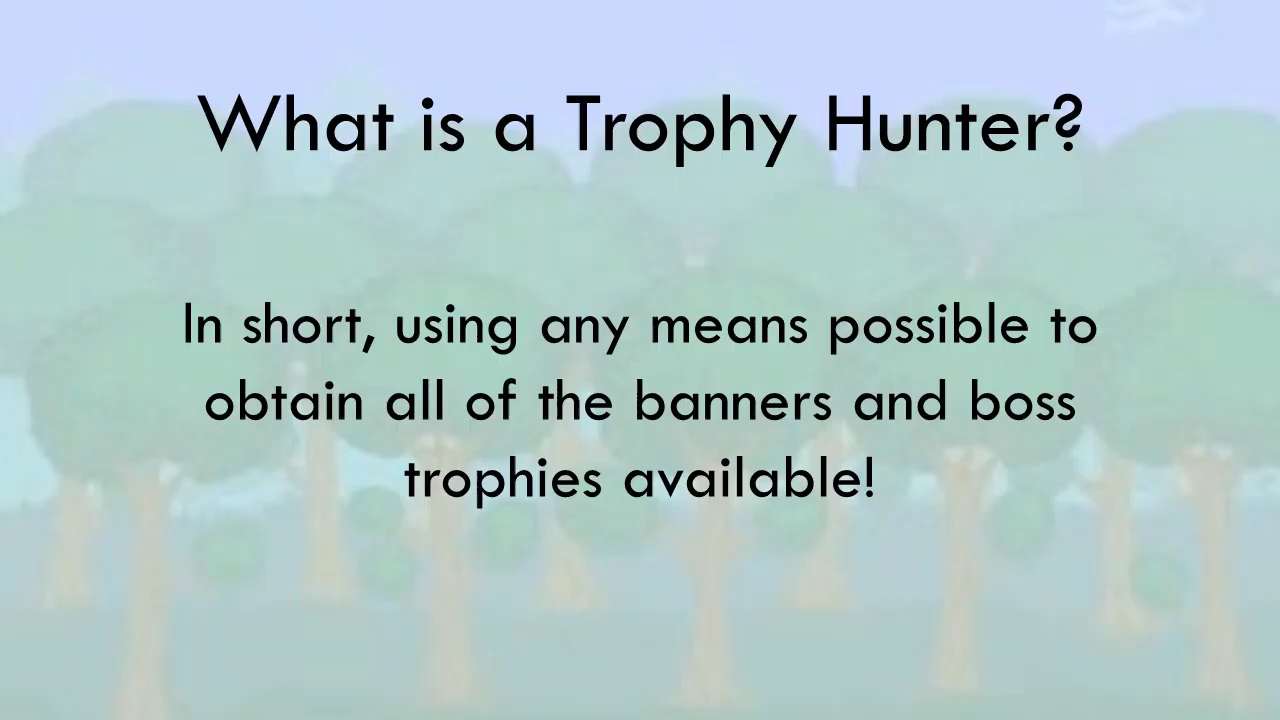 What is a Trophy Hunter?
In short, using any means possible to
obtain all of the banners and boss
trophies available!